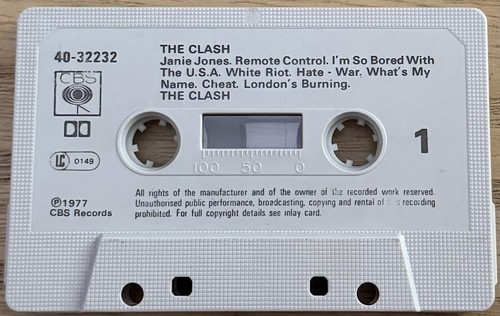 40-32232
THE CLASH
Janie Jones. Remote Control. I'm So Bored With
The U.S.A. White Riot. Hate - War. What's My
Name. Cheat. London's Burning.
THE CLASH
CBS
LC 0149
1
100 50 0
℗1977
CBS Records
All rights of the manufacturer and of the owner of the recorded work reserved.
Unauthorised public performance, broadcasting, copying and rental of this recording
prohibited. For full copyright details see inlay card.